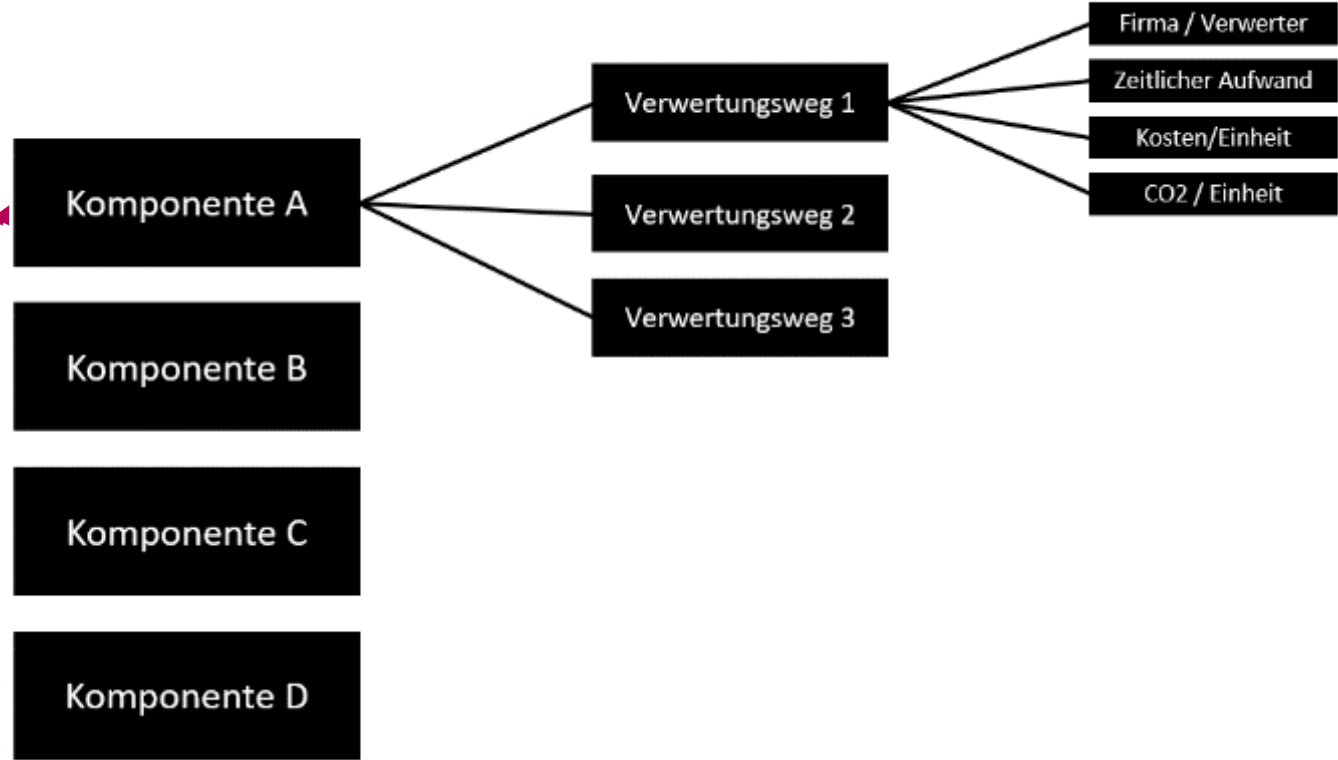 Komponente A
Komponente B
Komponente C
Komponente D
Verwertungsweg 1
Verwertungsweg 2
Verwertungsweg 3
Firma / Verwerter
Zeitlicher Aufwand
Kosten/Einheit
CO2 / Einheit